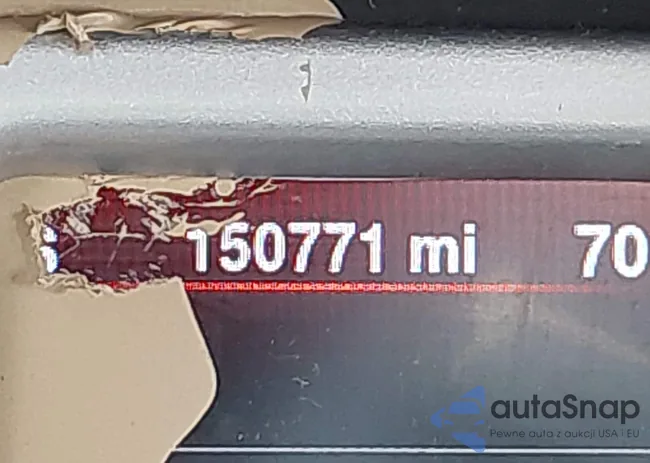 150771 mi 70
autaSnap
Pewne auta z aukcji USA i EU